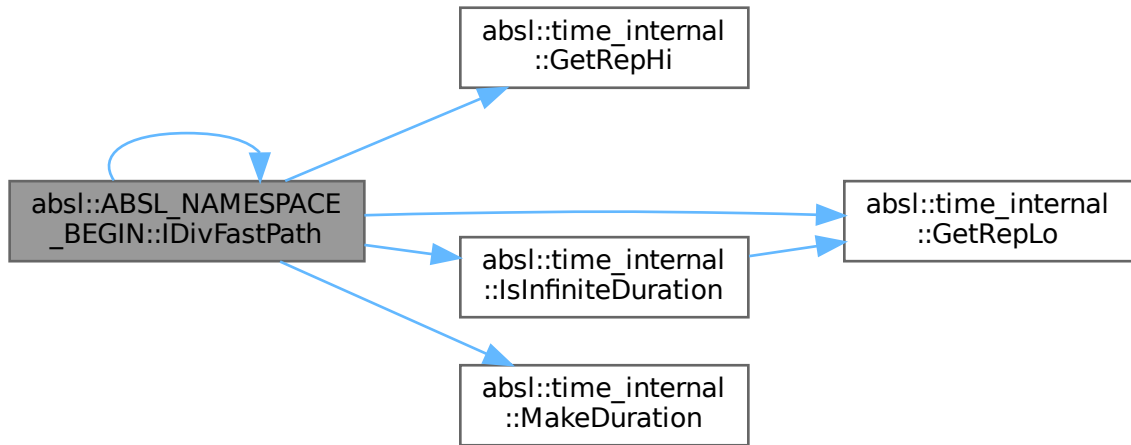 absl::time_internal
::GetRepHi
absl::ABSL_NAMESPACE
_BEGIN::IDivFastPath
absl::time_internal
::GetRepLo
absl::time_internal
::IsInfiniteDuration
absl::time_internal
::MakeDuration